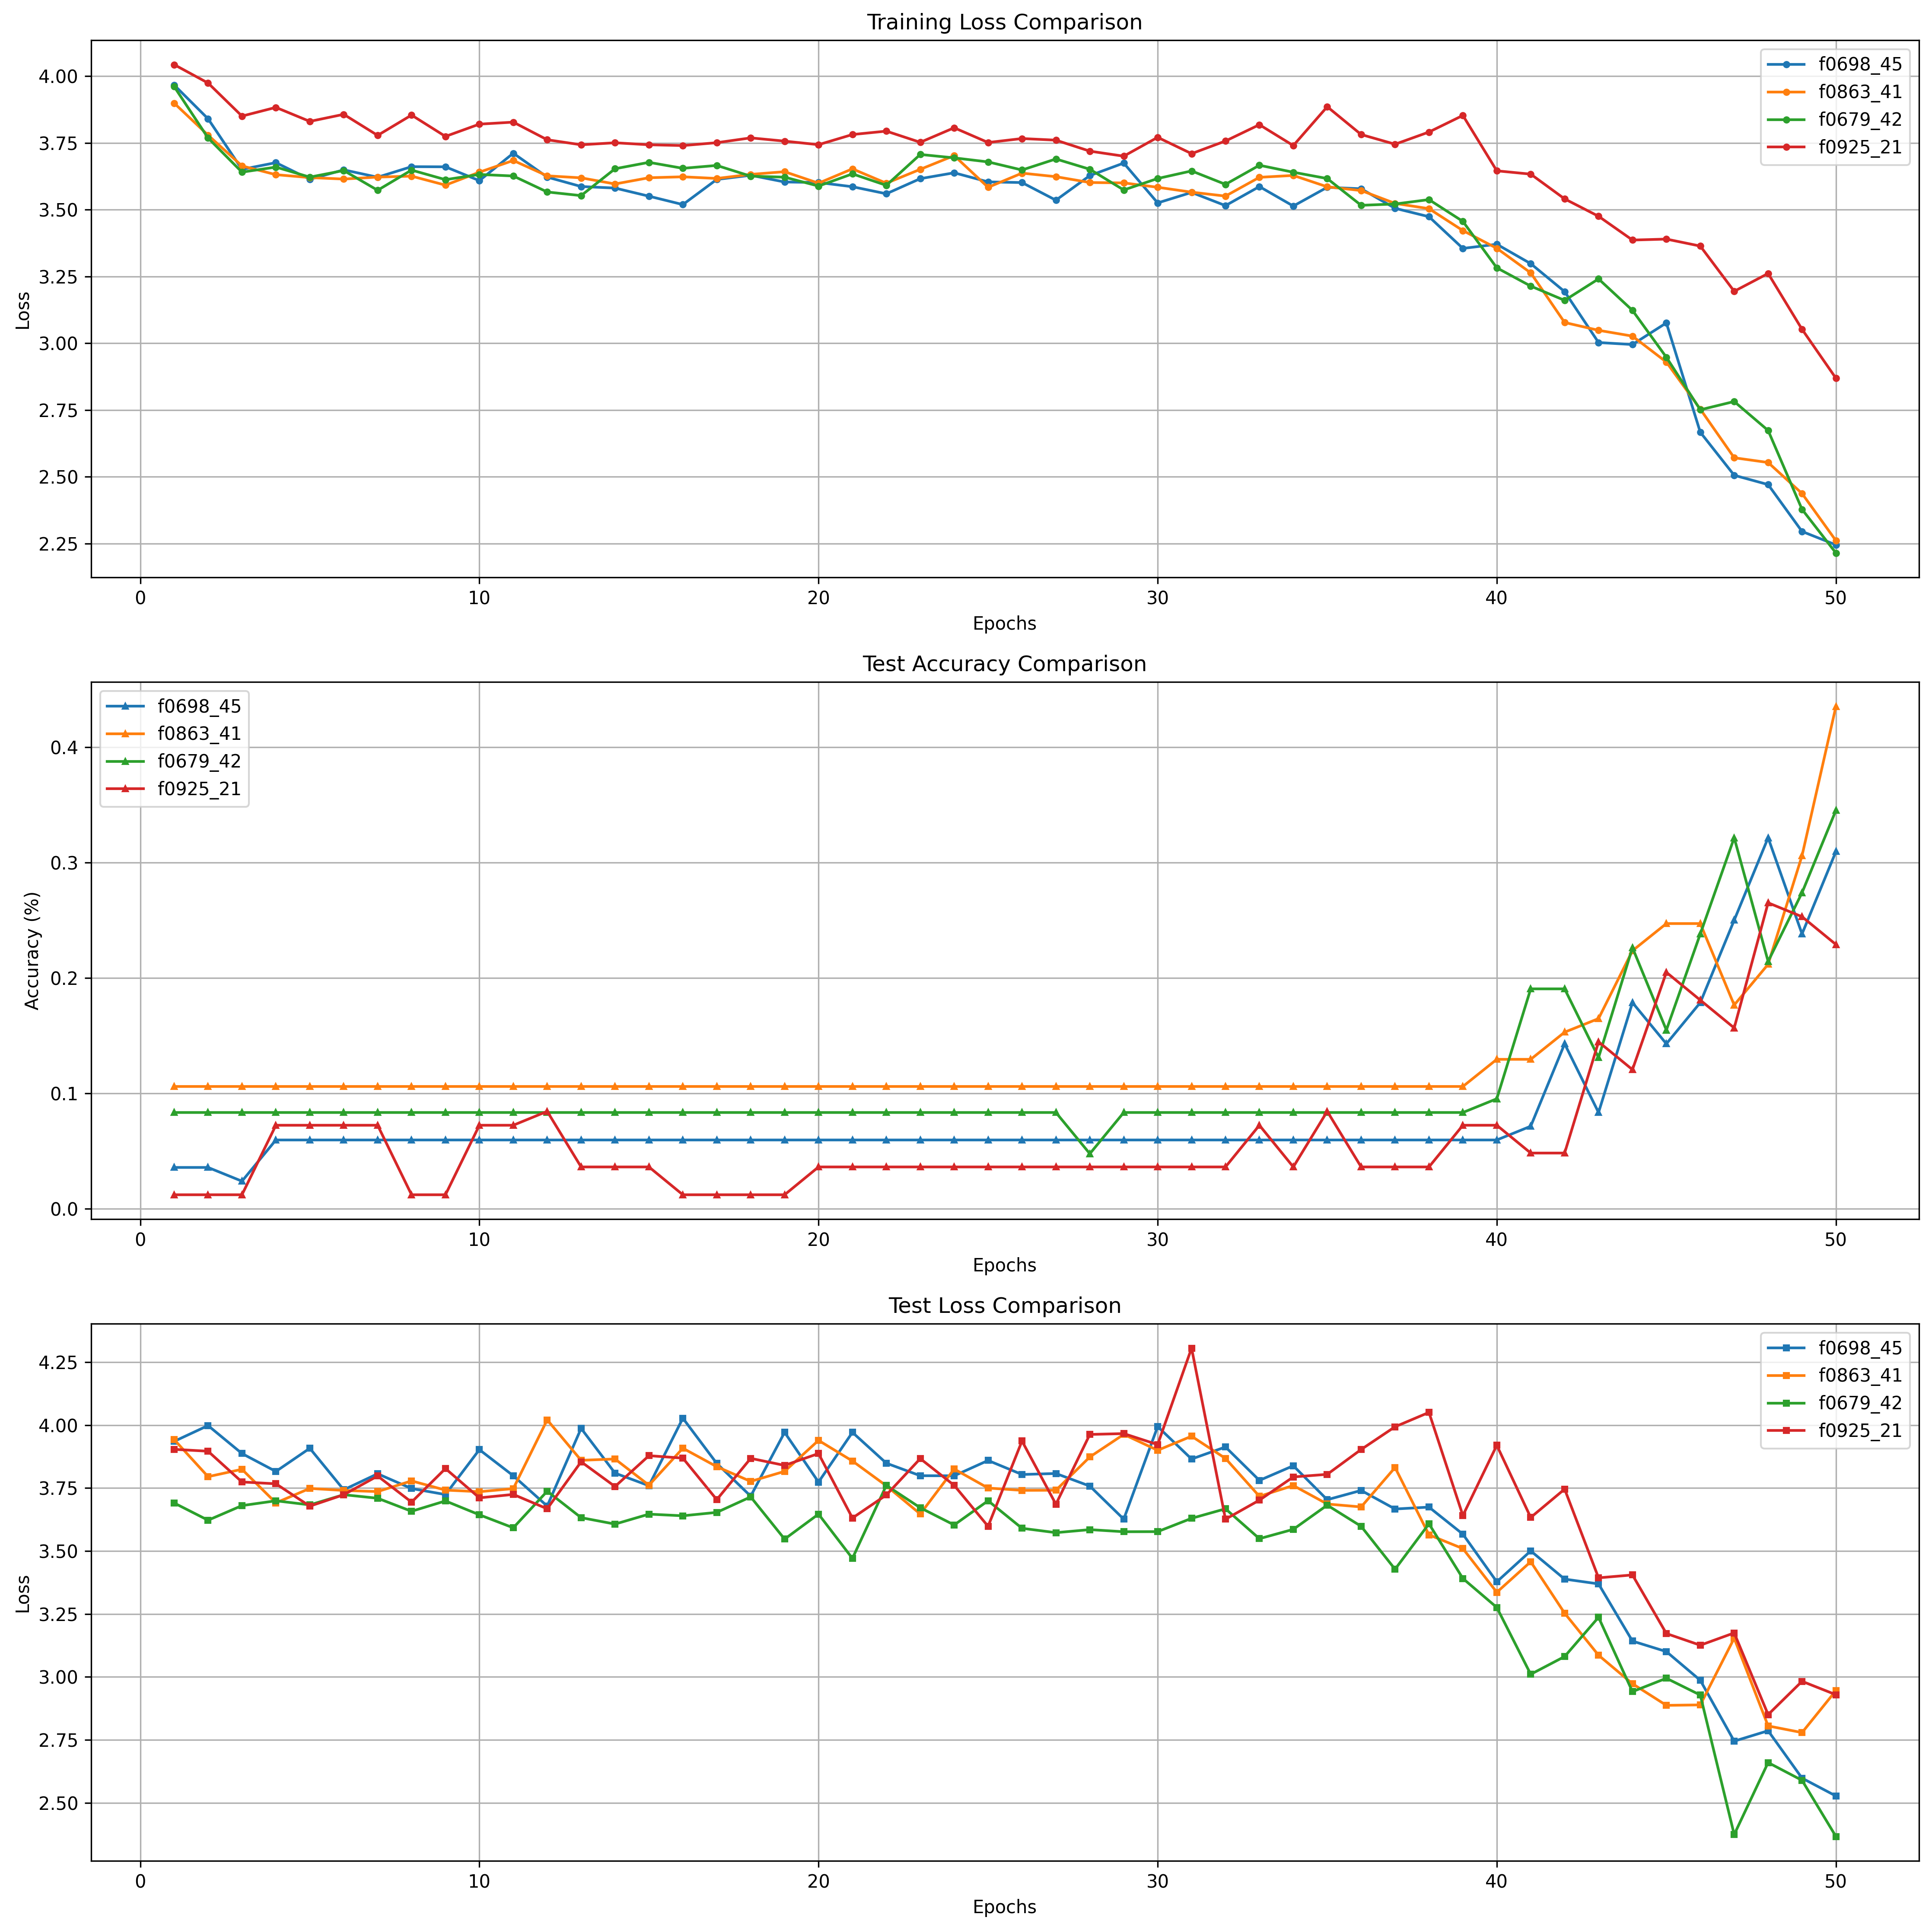 Training Loss Comparison
4.00
3.75
3.50
3.25
3.00
2.75
2.50
2.25
Loss
f0698_45
f0863_41
f0679_42
f0925_21
0 10 20 30 40 50
Epochs
Test Accuracy Comparison
f0698_45
f0863_41
f0679_42
f0925_21
0.4
0.3
0.2
0.1
0.0
Accuracy (%)
0 10 20 30 40 50
Epochs
Test Loss Comparison
4.25
4.00
3.75
3.50
3.25
3.00
2.75
2.50
Loss
f0698_45
f0863_41
f0679_42
f0925_21
0 10 20 30 40 50
Epochs